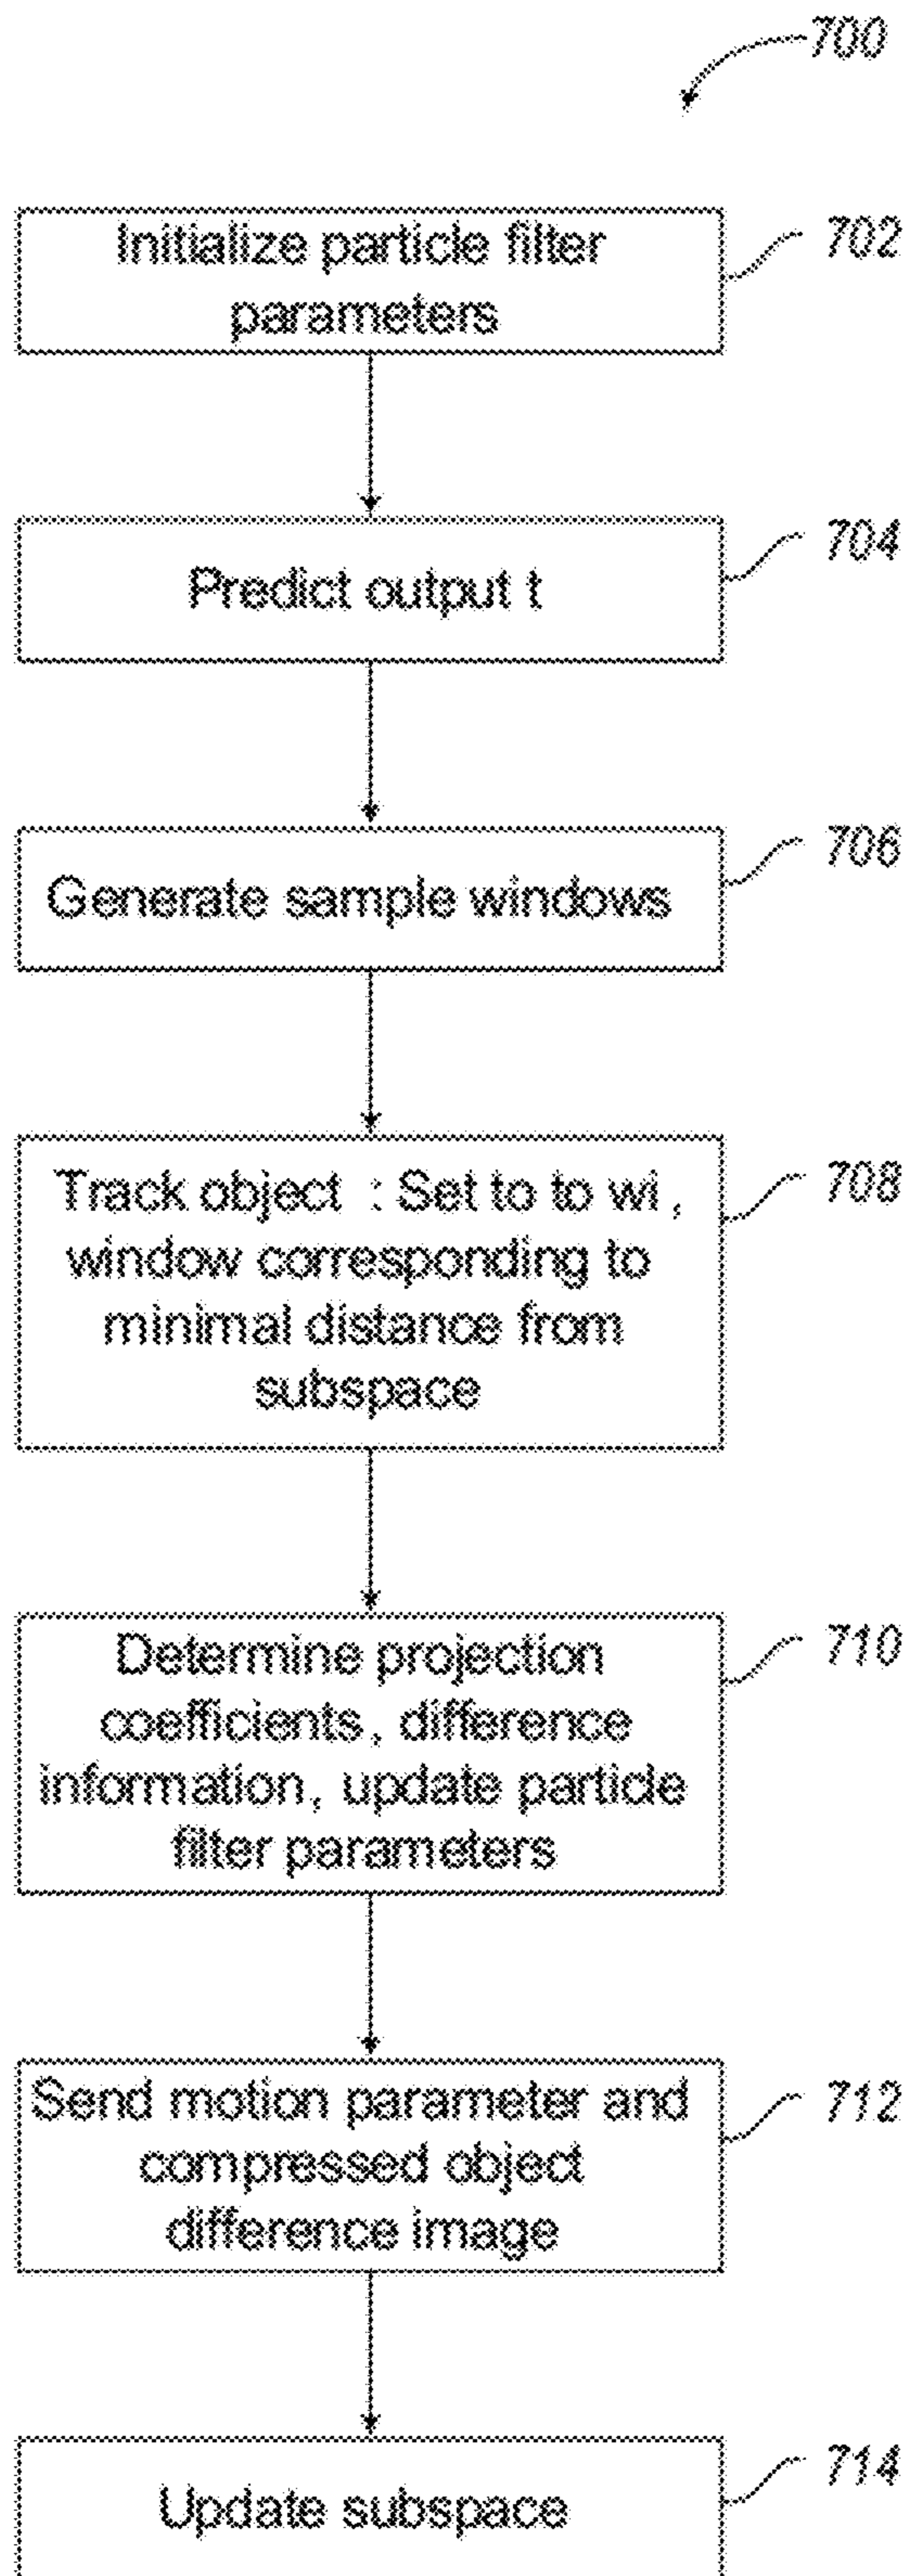 700
Initialize particle filter
parameters
702
Predict output t
704
Generate sample windows
706
Track object : Set to to wi ,
window corresponding to
minimal distance from
subspace
708
Determine projection
coefficients, difference
information, update particle
filter parameters
710
Send motion parameter and
compressed object
difference image
712
Update subspace
714